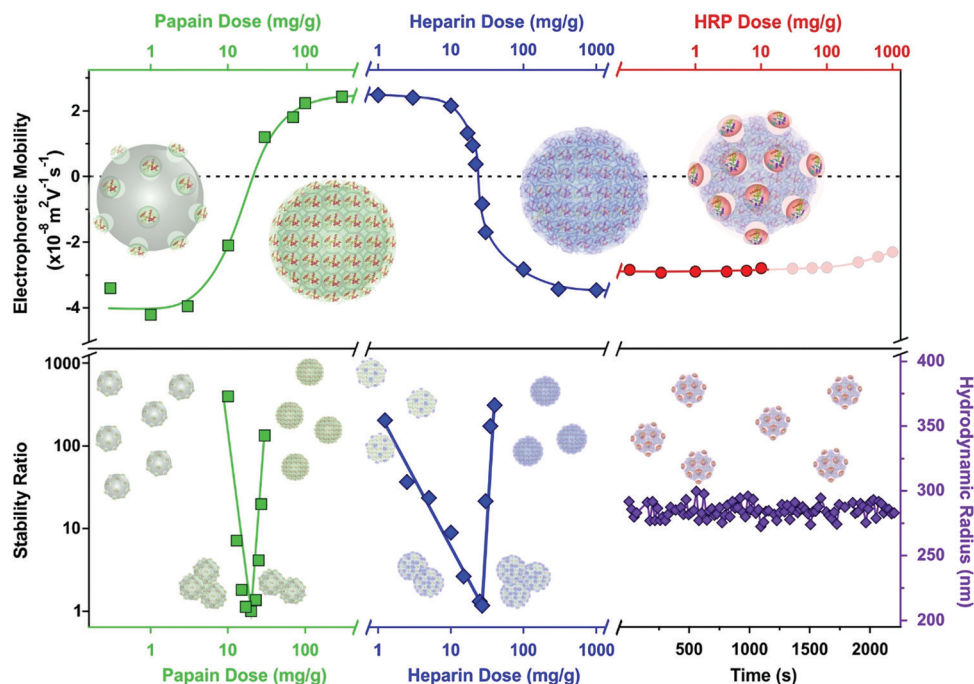 Papain Dose (mg/g) Heparin Dose (mg/g) HRP Dose (mg/g)
1 10 100 1 10 100 1000 1 10 100 1000
Electrophoretic Mobility
(x10-8 m2V-1s-1)
2
0
-2
-4
Stability Ratio
1000
100
10
1
400
350
300
250
200
Hydrodynamic Radius (nm)
1 10 100 1 10 100 1000 500 1000 1500 2000
Papain Dose (mg/g) Heparin Dose (mg/g) Time (s)